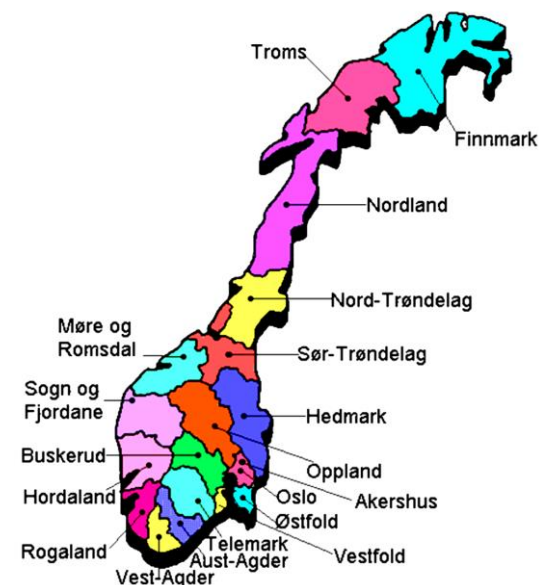 Troms
Finnmark
Nordland
Nord-Trøndelag
Møre og
Romsdal
Sør-Trøndelag
Sogn og
Fjordane
Hedmark
Buskerud
Oppland
Hordaland
Oslo
Akershus
Østfold
Rogaland
Telemark
Vestfold
Aust-Agder
Vest-Agder